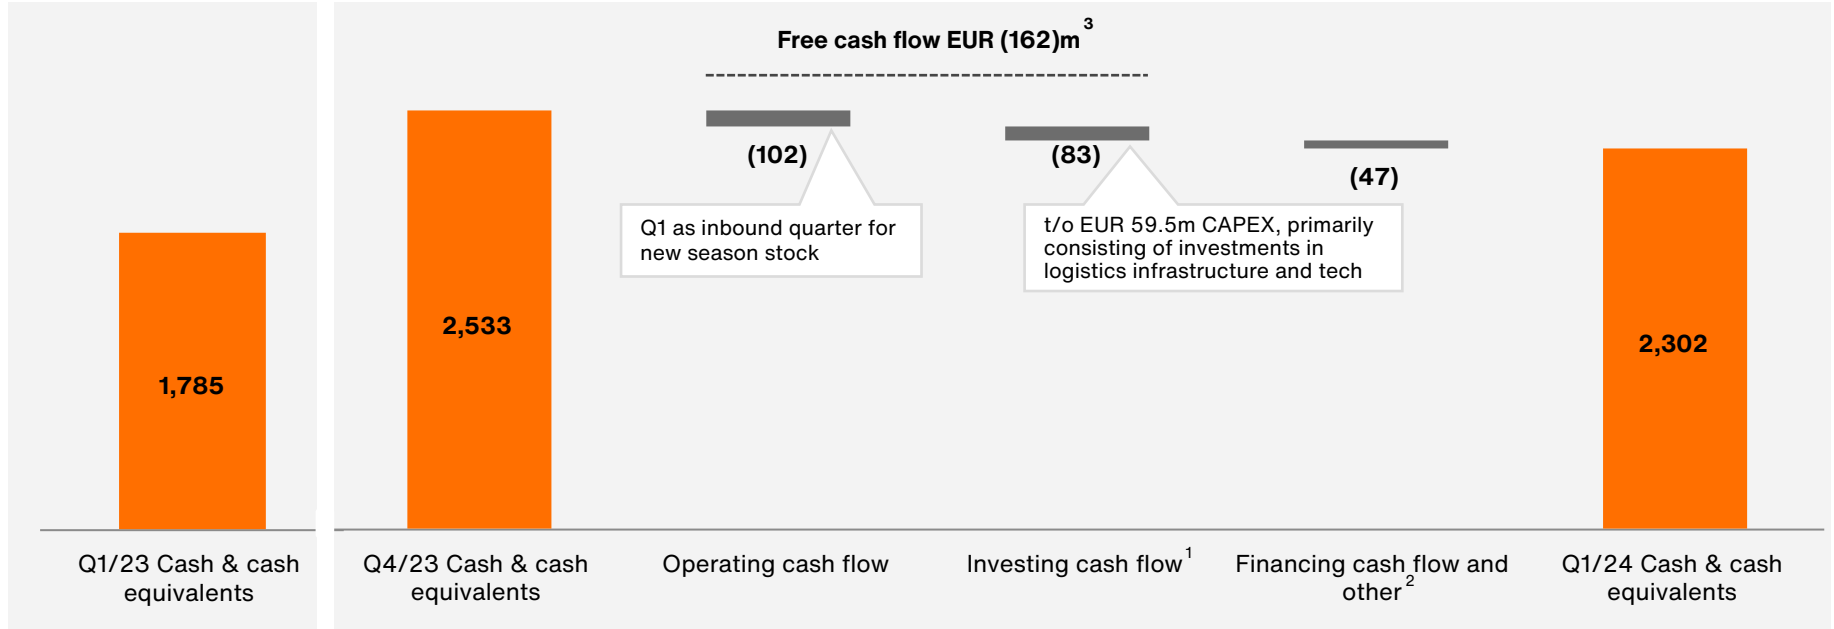 Free cash flow EUR (162)m 3
(102)
(83)
(47)
Q1 as inbound quarter for
new season stock
t/o EUR 59.5m CAPEX, primarily
consisting of investments in
logistics infrastructure and tech
1,785
2,533
2,302
Q1/23 Cash & cash
equivalents
Q4/23 Cash & cash
equivalents
Operating cash flow
Investing cash flow 1
Financing cash flow and
other 2
Q1/24 Cash & cash
equivalents